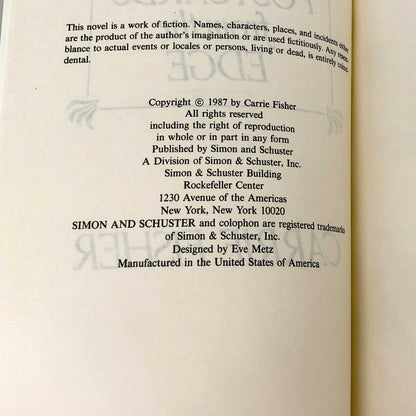 This novel is a work of fiction. Names, characters, places, and incidents either
are the product of the author's imagination or are used fictitiously. Any resem-
blance to actual events or locales or persons, living or dead, is entirely coinci-
dental.
Copyright © 1987 by Carrie Fisher
All rights reserved
including the right of reproduction
in whole or in part in any form
Published by Simon and Schuster
A Division of Simon & Schuster, Inc.
Simon & Schuster Building
Rockefeller Center
1230 Avenue of the Americas
New York, New York 10020
SIMON AND SCHUSTER and colophon are registered trademarks
of Simon & Schuster, Inc.
Designed by Eve Metz
Manufactured in the United States of America